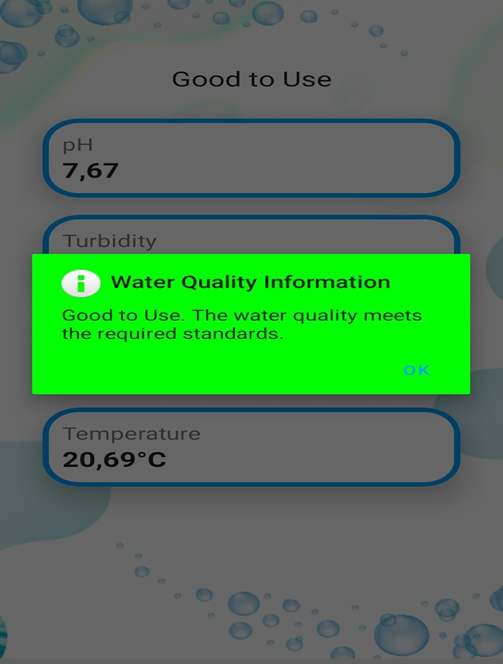 Good to Use
pH
7,67
Turbidity
Water Quality Information
Good to Use. The water quality meets
the required standards.
OK
Temperature
20,69°C